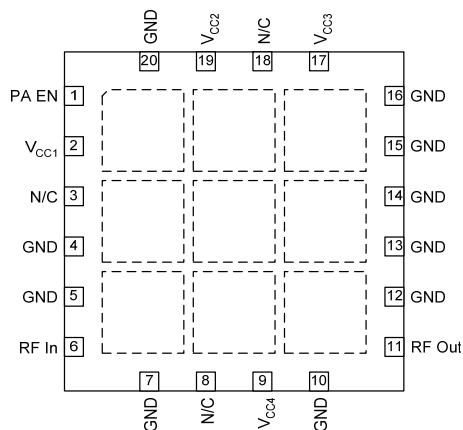 GND
V_CC2
N/C
V_CC3
20
19
18
17
PA EN 1
16 GND
V_CC1 2
15 GND
N/C 3
14 GND
GND 4
13 GND
GND 5
12 GND
RF In 6
11 RF Out
7
8
9
10
GND
N/C
V_CC4
GND